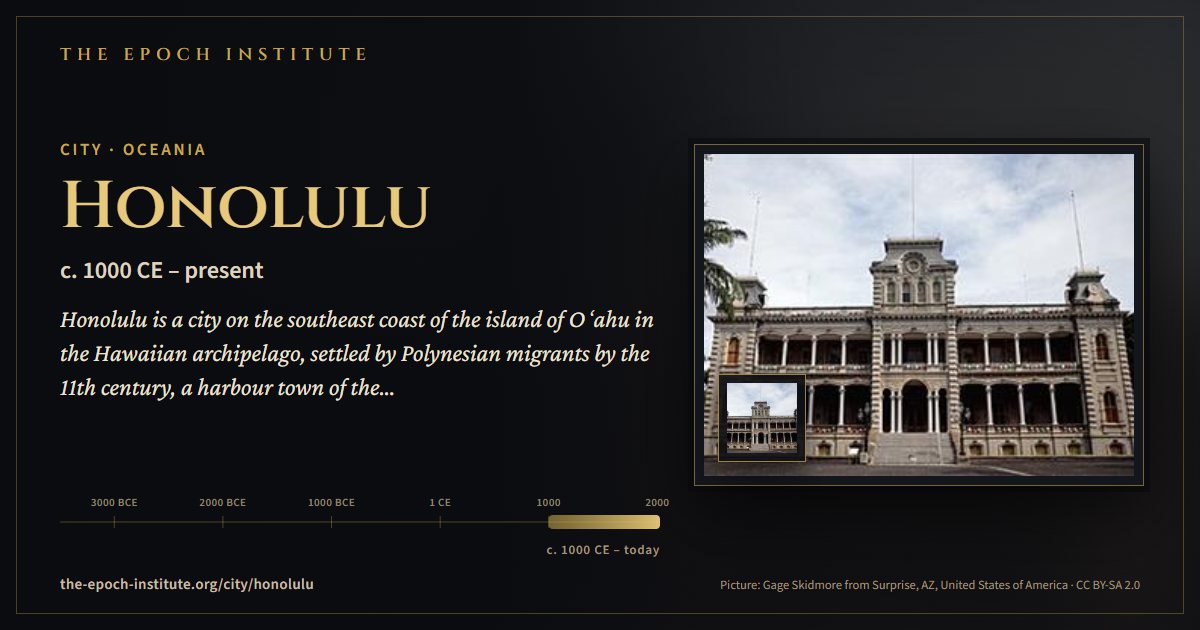 THE EPOCH INSTITUTE
CITY · OCEANIA
HONOLULU
c. 1000 CE – present
Honolulu is a city on the southeast coast of the island of Oʻahu in
the Hawaiian archipelago, settled by Polynesian migrants by the
11th century, a harbour town of the...
3000 BCE 2000 BCE 1000 BCE 1 CE 1000 2000
c. 1000 CE – today
the-epoch-institute.org/city/honolulu
Picture: Gage Skidmore from Surprise, AZ, United States of America · CC BY-SA 2.0